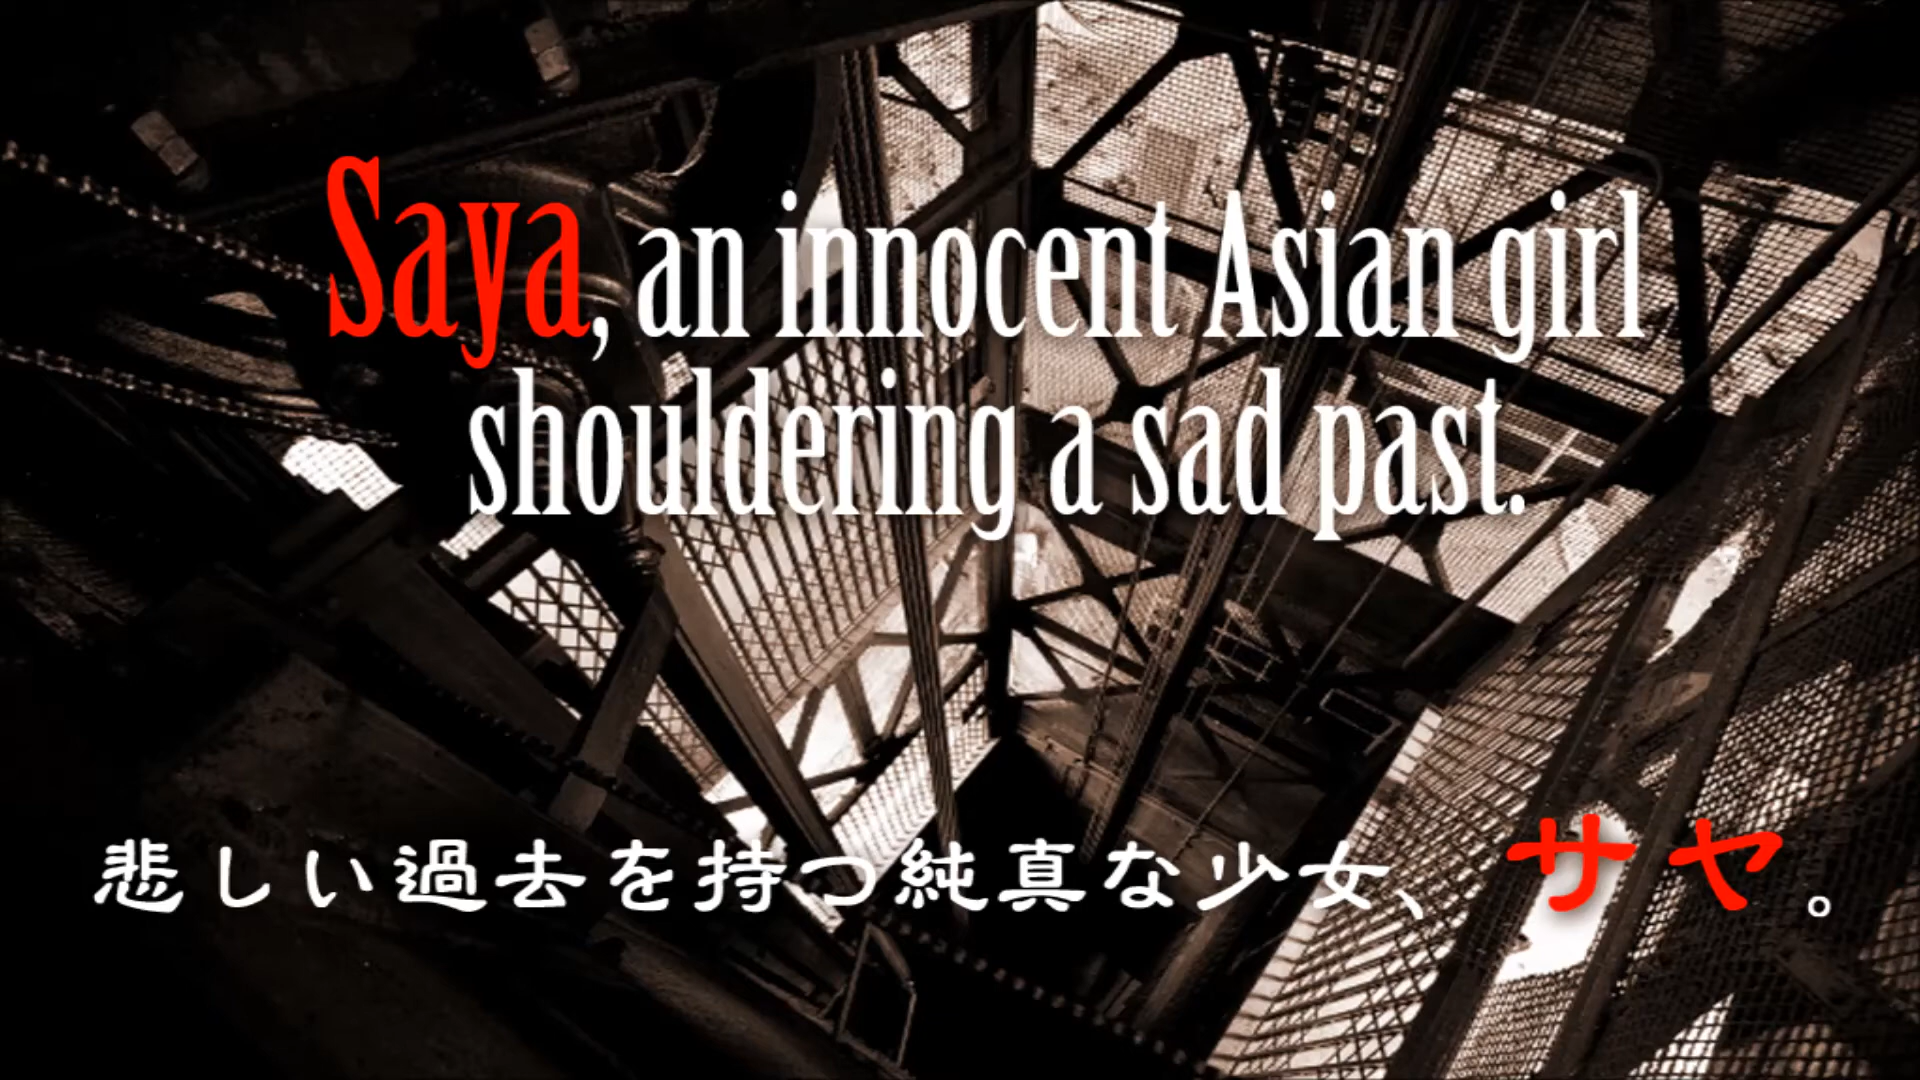 Saya, an innocent Asian girl
shouldering a sad past.
悲しい過去を持つ純真な少女、サヤ。